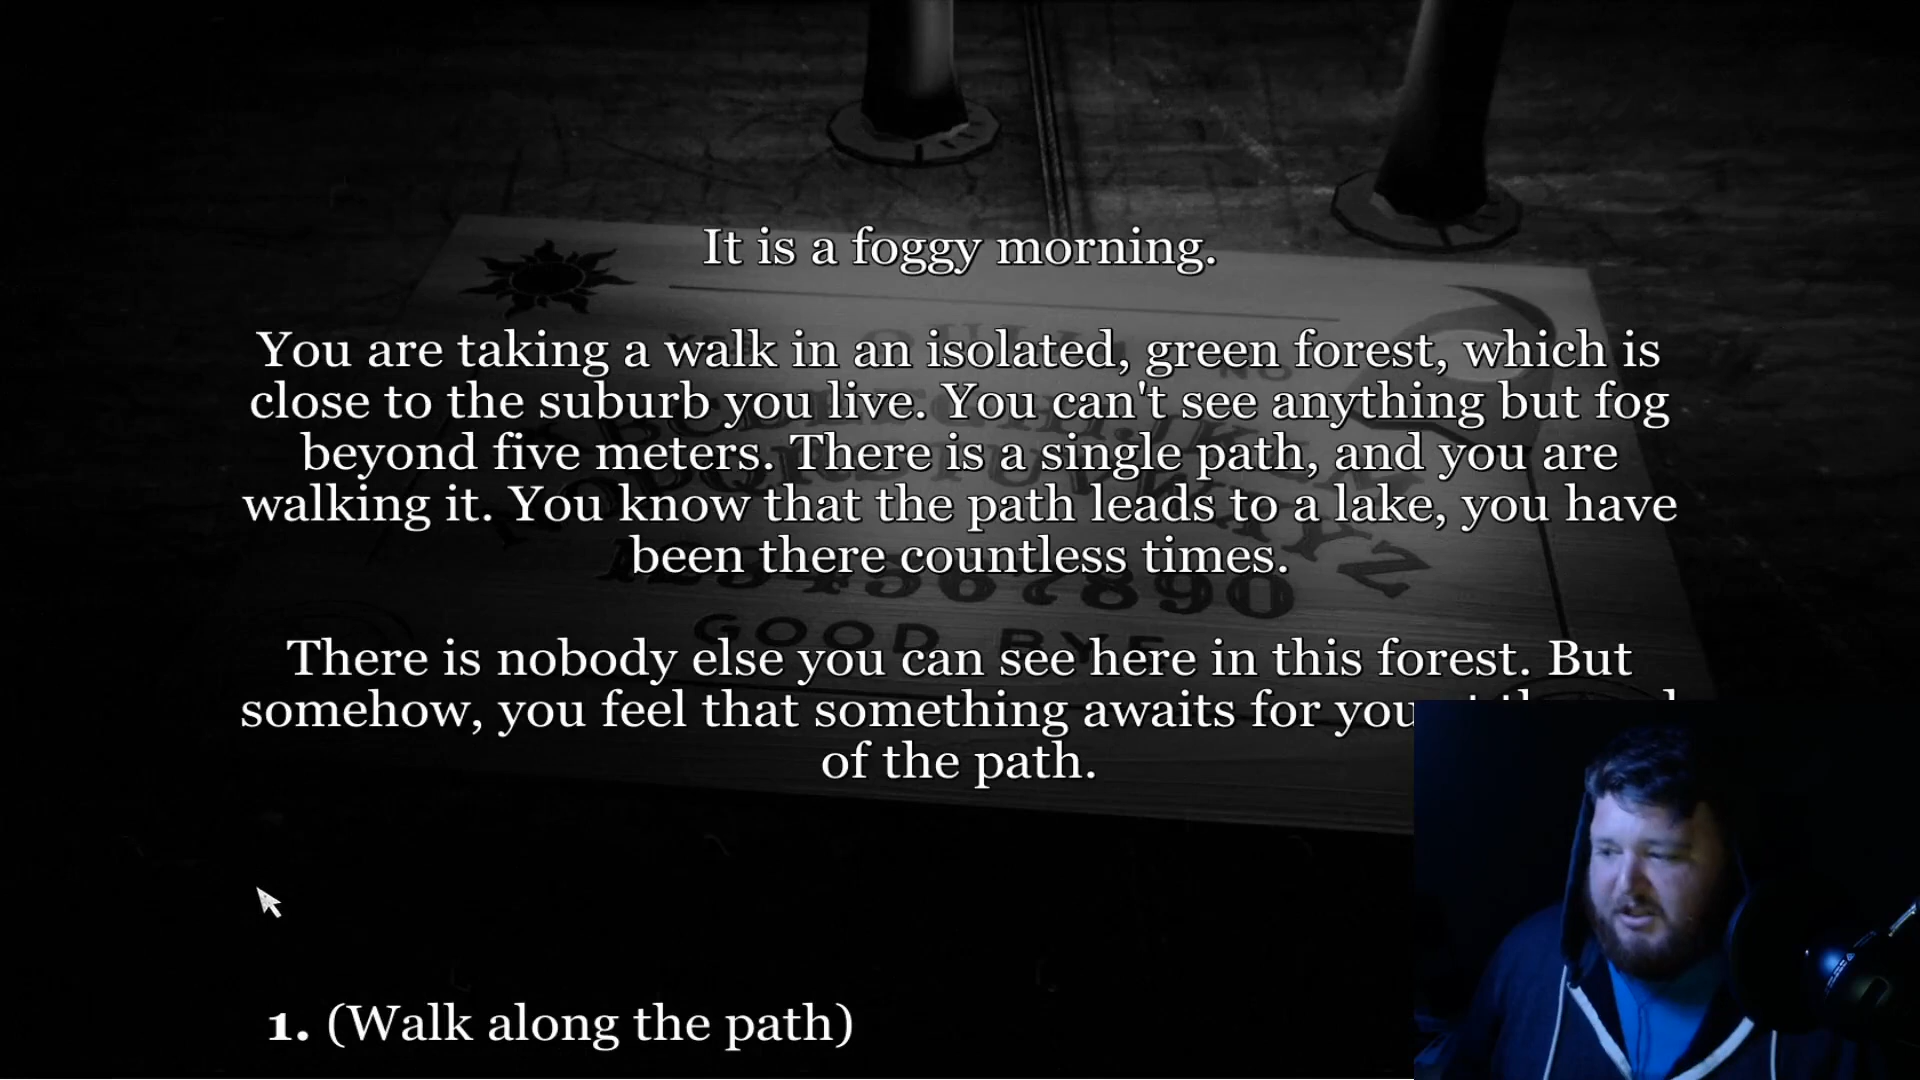 It is a foggy morning.
You are taking a walk in an isolated, green forest, which is
close to the suburb you live. You can't see anything but fog
beyond five meters. There is a single path, and you are
walking it. You know that the path leads to a lake, you have
been there countless times.
There is nobody else you can see here in this forest. But
somehow, you feel that something awaits for you
of the path.
1234567890
GOOD BYE
1. (Walk along the path)